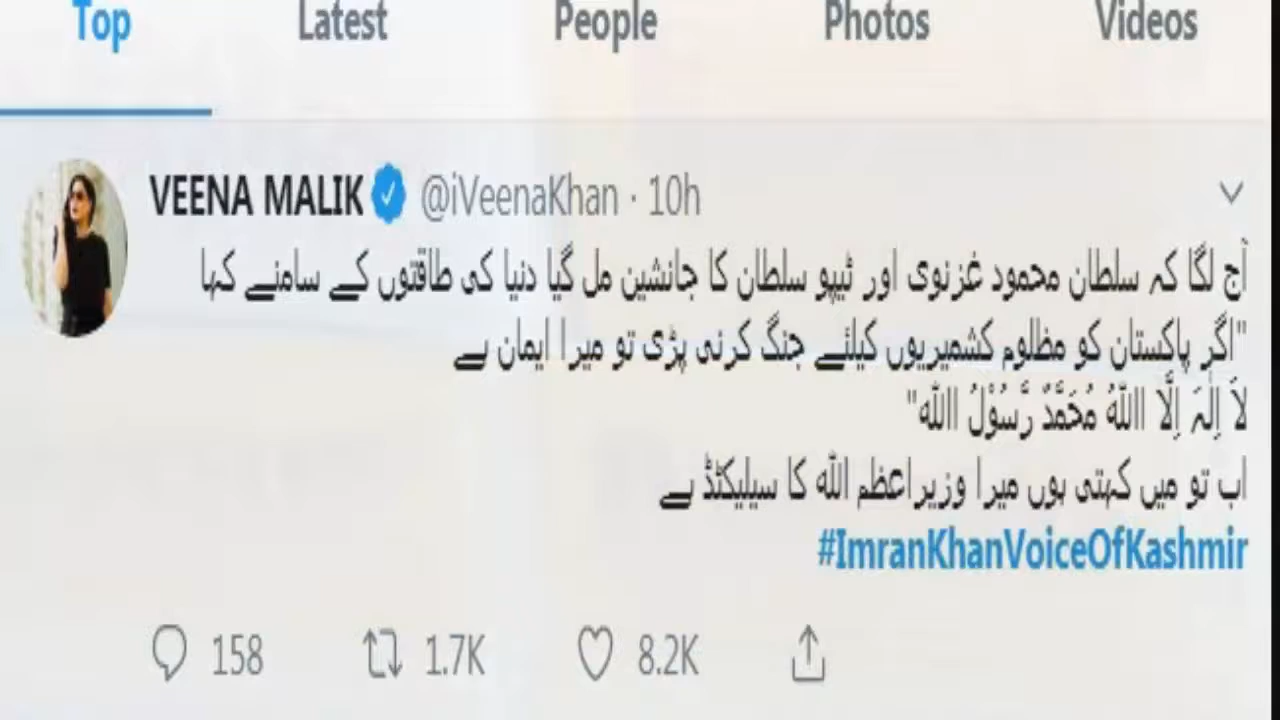 Top Latest People Photos Videos
VEENA MALIK @iVeenaKhan · 10h
آج لگا کہ سلطان محمود غزنوی اور ٹیپو سلطان کا جانشین مل گیا دنیا کی طاقتوں کے سامنے کہا
"اگر پاکستان کو مظلوم کشمیریوں کیلئے جنگ کرنی پڑی تو میرا ایمان ہے
لاَ اِلٰہَ اِلَّا اللّٰهُ مُحَمَّدٌ رَّسُوْلُ اللّٰه"
اب تو میں کہتی ہوں میرا وزیراعظم اللّٰه کا سیلیکٹڈ ہے
#ImranKhanVoiceOfKashmir
158 1.7K 8.2K